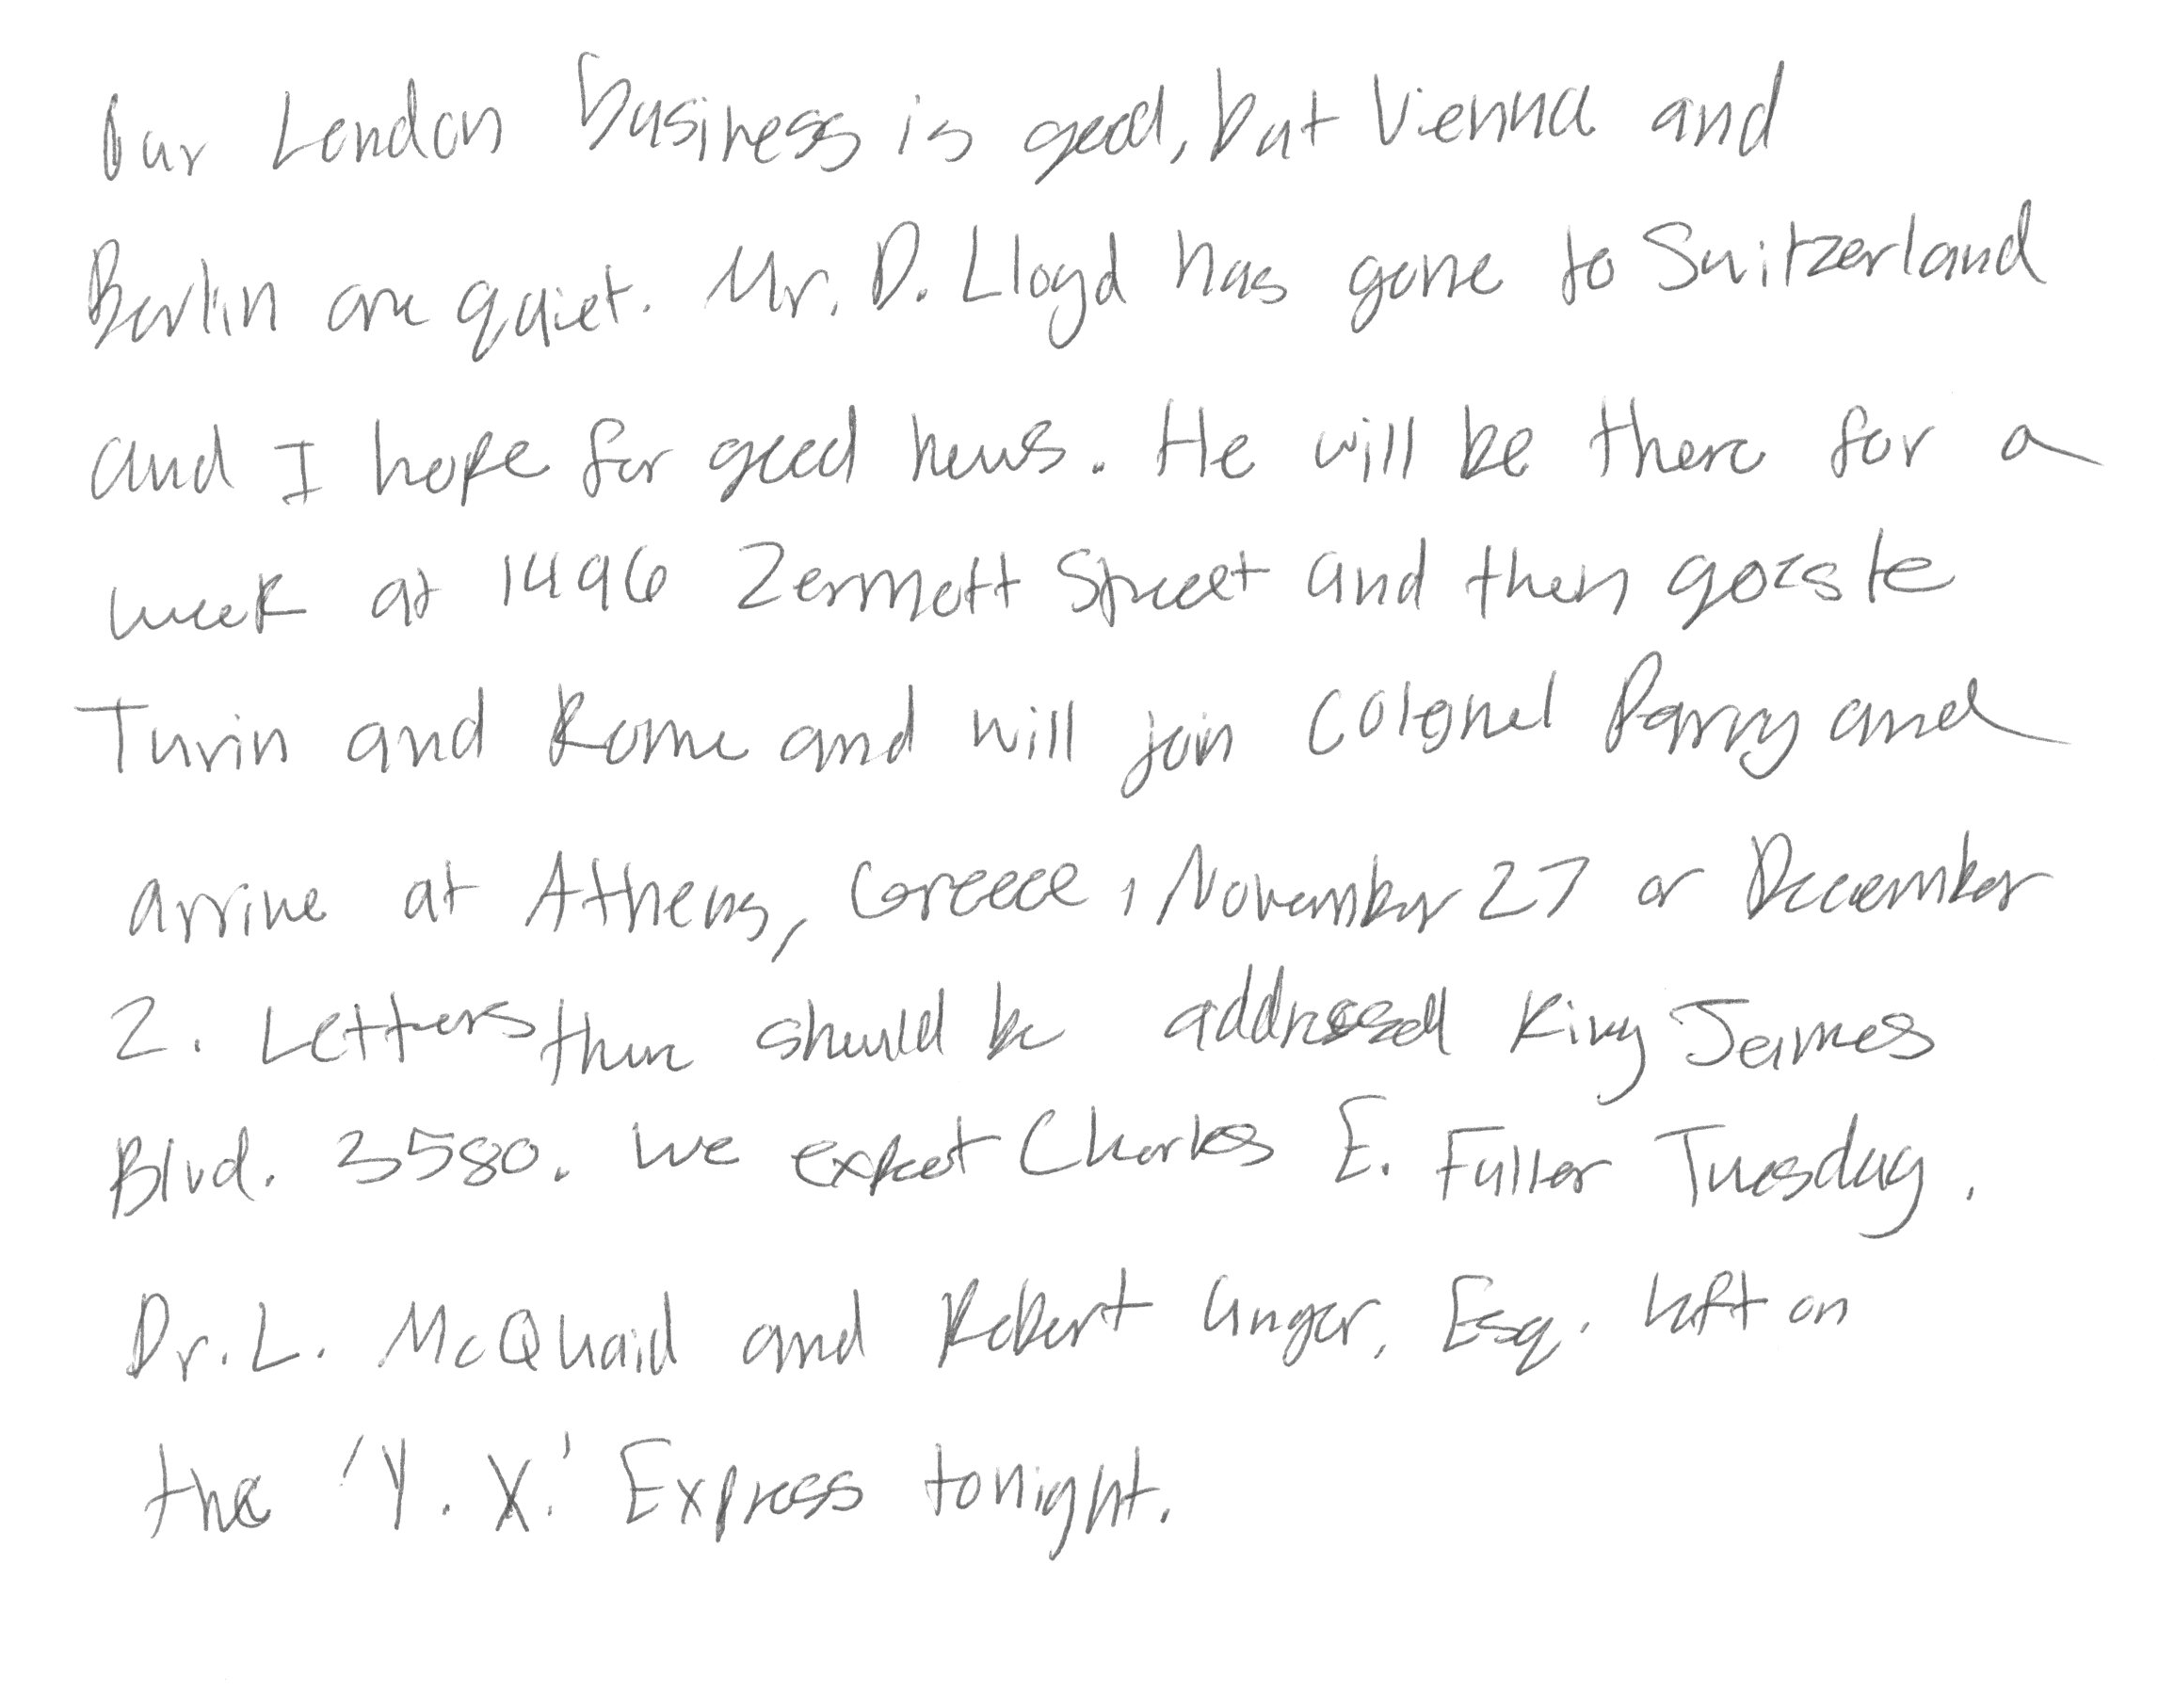 Our London business is good, but Vienna and
Berlin are quiet. Mr. D. Lloyd has gone to Switzerland
and I hope for good news. He will be there for a
week at 1496 Zermott Street and then goes to
Turin and Rome and will join Colonel Parry and
arrive at Athens, Greece, November 27 or December
2. Letters there should be addressed King James
Blvd. 3580. We expect Charles E. Fuller Tuesday.
Dr. L. McQuaid and Robert Unger, Esq. left on
the 'Y. X.' Express tonight.